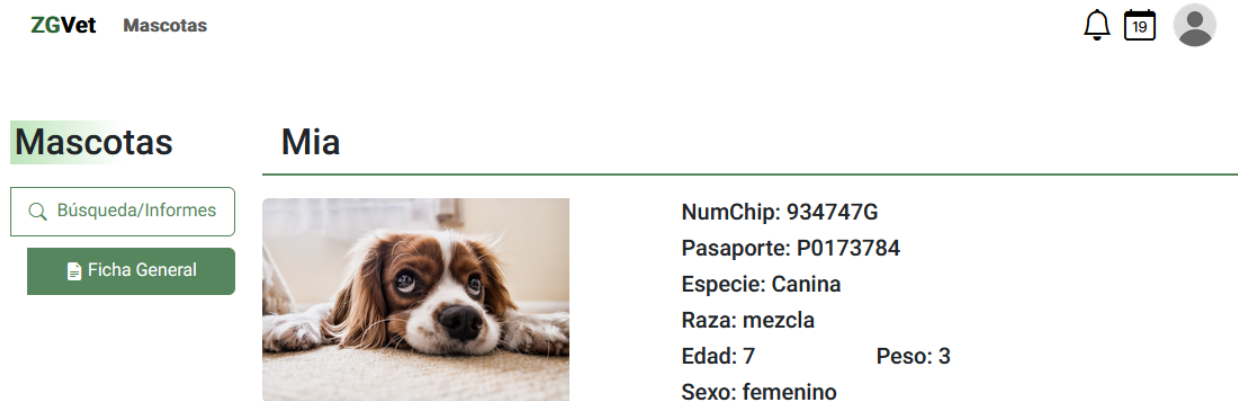 ZGVet Mascotas 19
Mascotas
Búsqueda/Informes
Ficha General
Mia
NumChip: 934747G
Pasaporte: P0173784
Especie: Canina
Raza: mezcla
Edad: 7 Peso: 3
Sexo: femenino